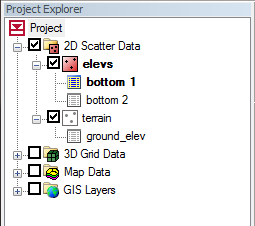 Project Explorer
Project
2D Scatter Data
elevs
bottom 1
bottom 2
terrain
ground_elev
3D Grid Data
Map Data
GIS Layers